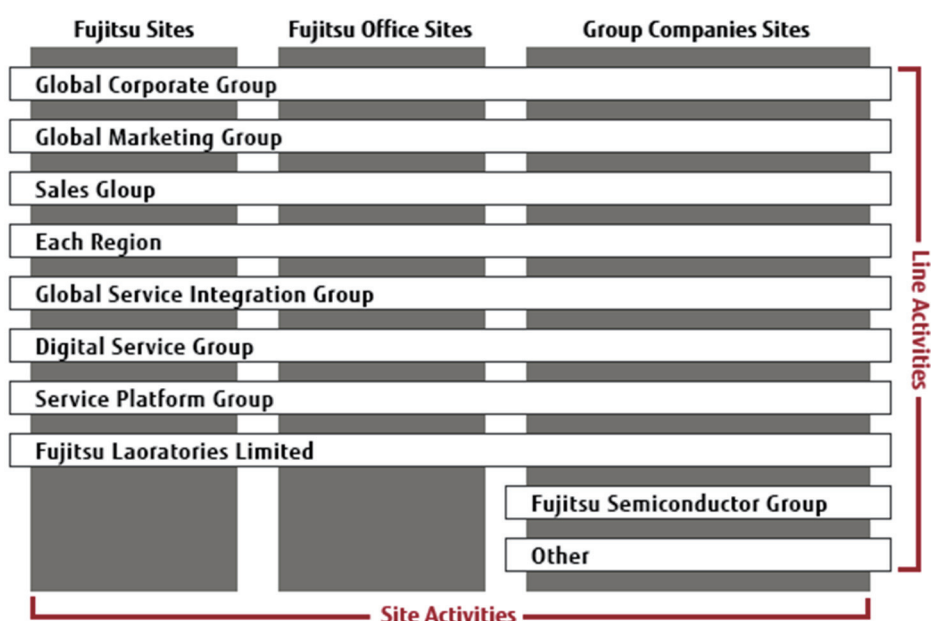 Fujitsu Sites
Fujitsu Office Sites
Group Companies Sites
Global Corporate Group
Global Marketing Group
Sales Gloup
Each Region
Global Service Integration Group
Digital Service Group
Service Platform Group
Fujitsu Laoratories Limited
Fujitsu Semiconductor Group
Other
Line Activities
Site Activities